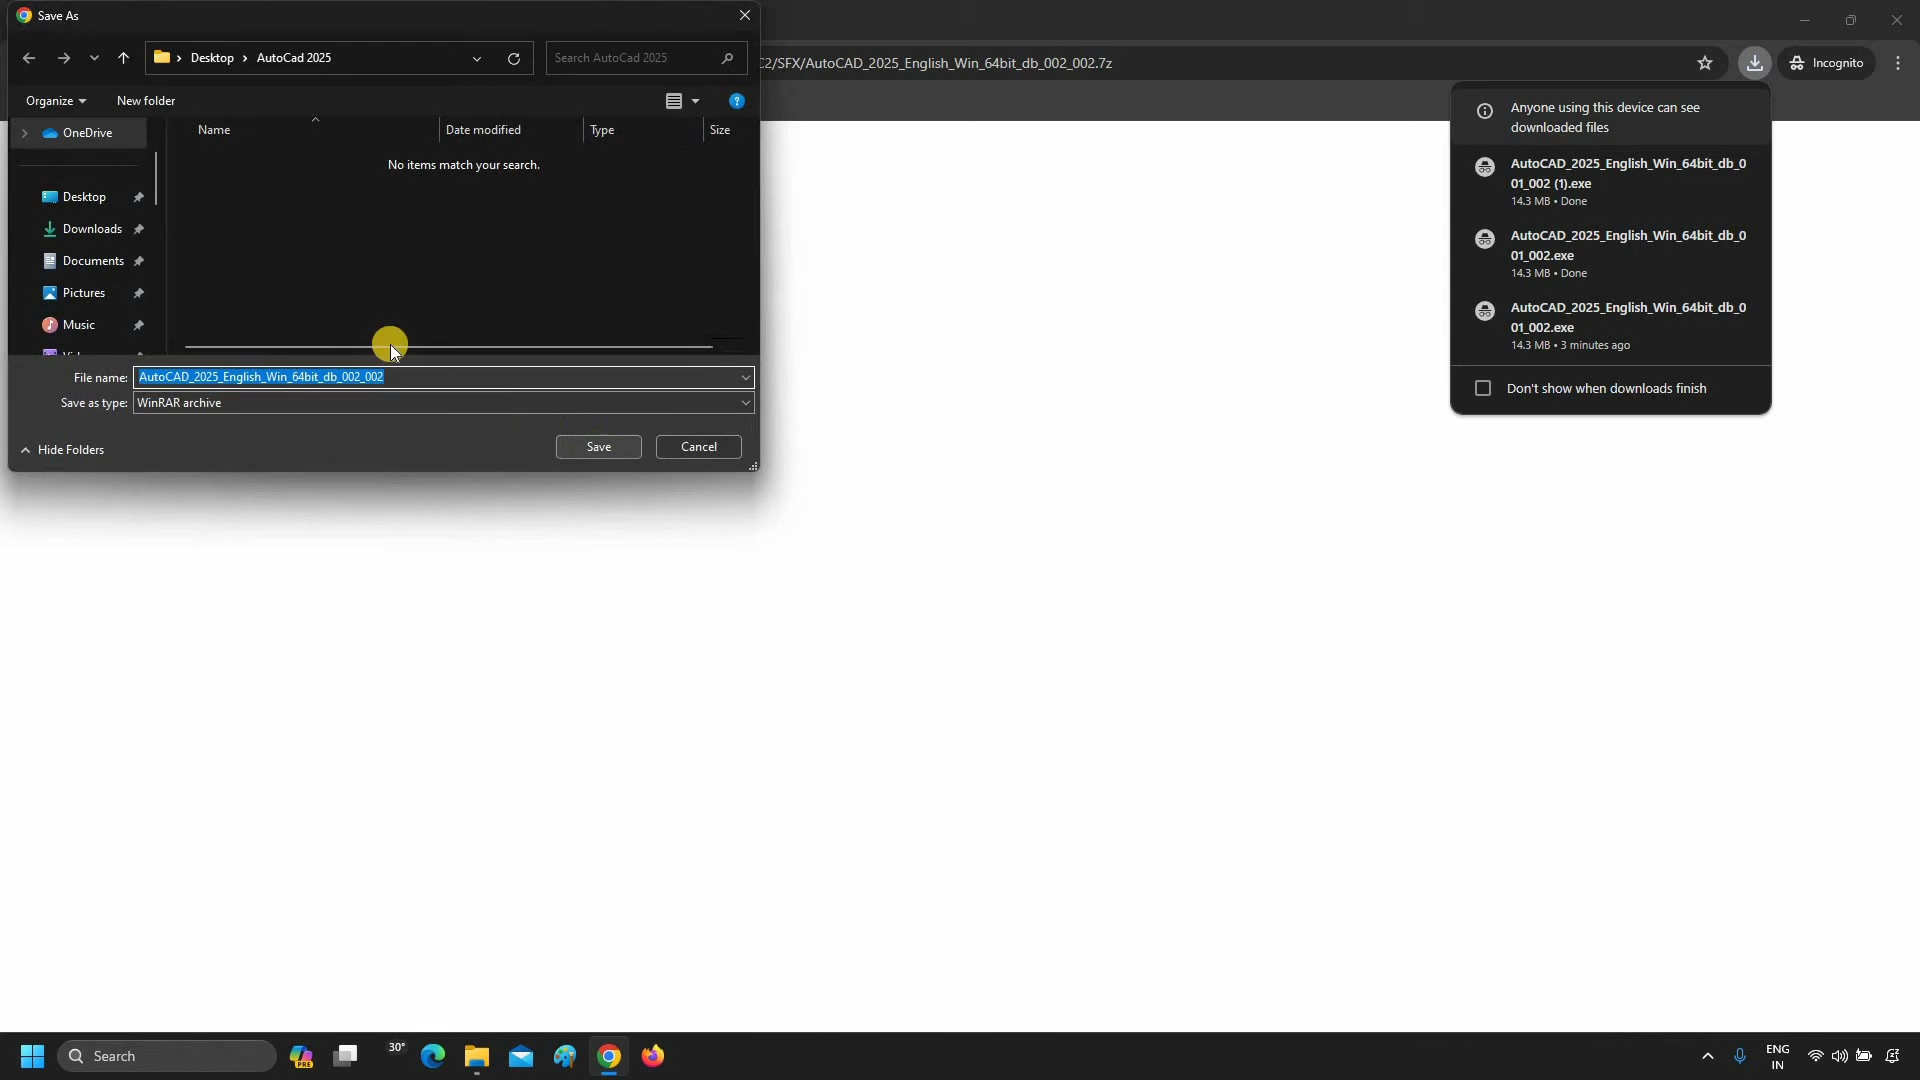 Save As
C2/SFX/AutoCAD_2025_English_Win_64bit_db_002_002.7z
Incognito
Desktop
AutoCad 2025
Search AutoCad 2025
Organize
New folder
OneDrive
Name
Date modified
Type
Size
No items match your search.
Desktop
Downloads
Documents
Pictures
Music
File name:
AutoCAD_2025_English_Win_64bit_db_002_002
Save as type:
WinRAR archive
Hide Folders
Save
Cancel
Anyone using this device can see
downloaded files
AutoCAD_2025_English_Win_64bit_db_0
01_002 (1).exe
14.3 MB • Done
AutoCAD_2025_English_Win_64bit_db_0
01_002.exe
14.3 MB • Done
AutoCAD_2025_English_Win_64bit_db_0
01_002.exe
14.3 MB • 3 minutes ago
Don't show when downloads finish
Search
PRE
30°
ENG
IN